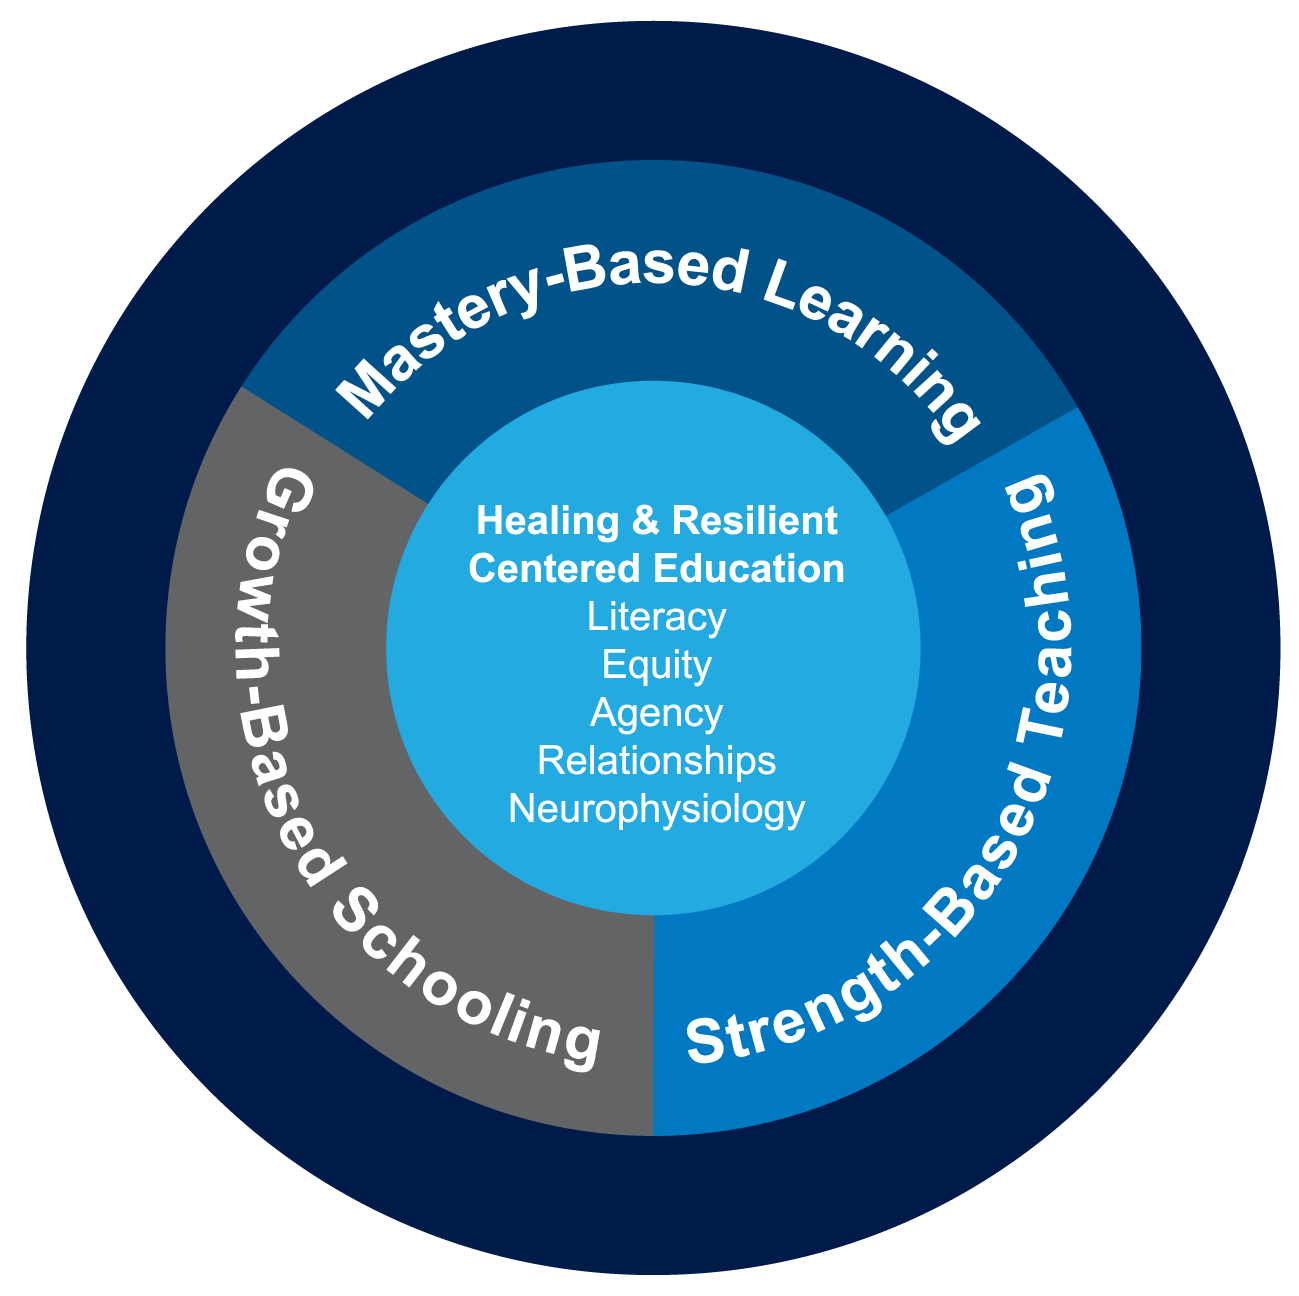 Mastery-Based Learning
Strength-Based Teaching
Growth-Based Schooling
Healing & Resilient
Centered Education
Literacy
Equity
Agency
Relationships
Neurophysiology